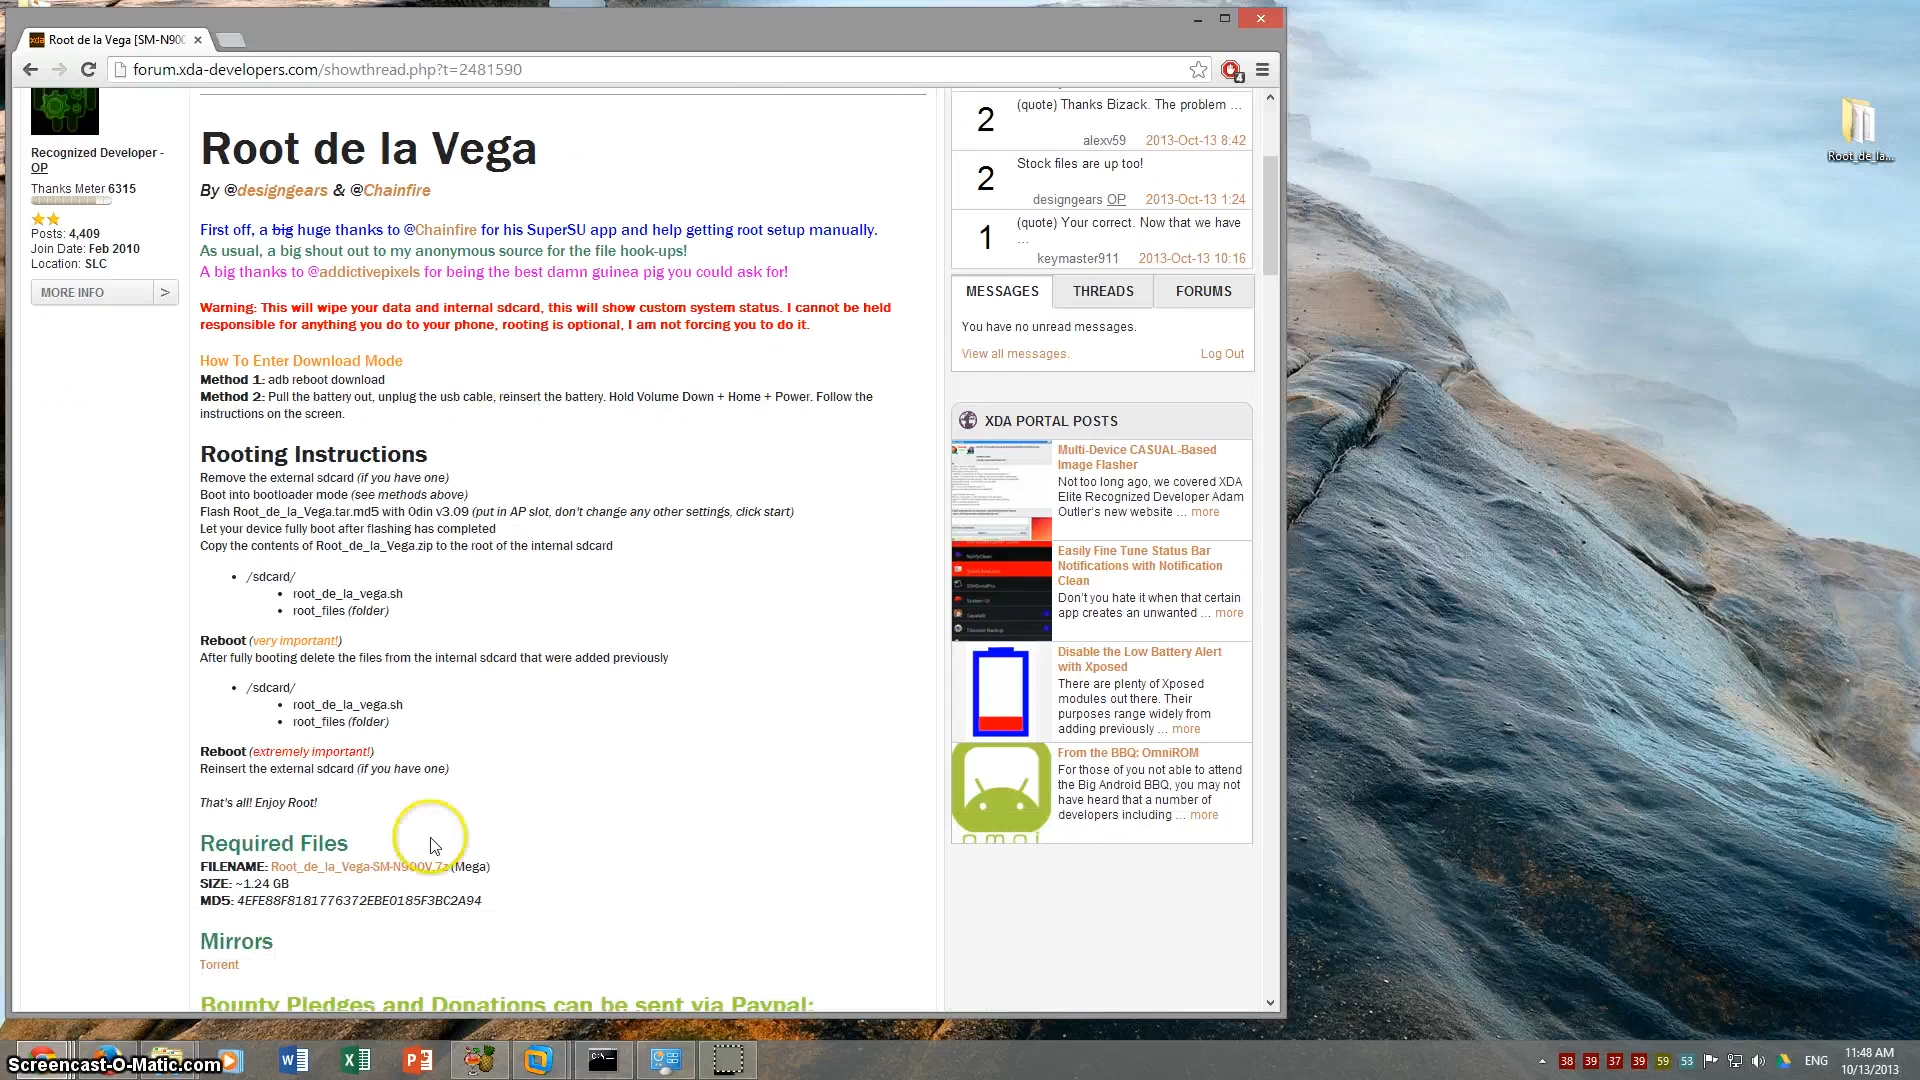 Root de la Vega [SM-N900
forum.xda-developers.com/showthread.php?t=2481590
4
Recognized Developer -
OP
Thanks Meter 6315
Posts: 4,409
Join Date: Feb 2010
Location: SLC
MORE INFO >
Root de la Vega
By @designgears & @Chainfire
First off, a big huge thanks to @Chainfire for his SuperSU app and help getting root setup manually.
As usual, a big shout out to my anonymous source for the file hook-ups!
A big thanks to @addictivepixels for being the best damn guinea pig you could ask for!
Warning: This will wipe your data and internal sdcard, this will show custom system status. I cannot be held
responsible for anything you do to your phone, rooting is optional, I am not forcing you to do it.
How To Enter Download Mode
Method 1: adb reboot download
Method 2: Pull the battery out, unplug the usb cable, reinsert the battery. Hold Volume Down + Home + Power. Follow the
instructions on the screen.
Rooting Instructions
Remove the external sdcard (if you have one)
Boot into bootloader mode (see methods above)
Flash Root_de_la_Vega.tar.md5 with Odin v3.09 (put in AP slot, don't change any other settings, click start)
Let your device fully boot after flashing has completed
Copy the contents of Root_de_la_Vega.zip to the root of the internal sdcard
• /sdcard/
• root_de_la_vega.sh
• root_files (folder)
Reboot (very important!)
After fully booting delete the files from the internal sdcard that were added previously
• /sdcard/
• root_de_la_vega.sh
• root_files (folder)
Reboot (extremely important!)
Reinsert the external sdcard (if you have one)
That's all! Enjoy Root!
Required Files
FILENAME: Root_de_la_Vega-SM-N900V.7z (Mega)
SIZE: ~1.24 GB
MD5: 4EFE88F8181776372EBE0185F3BC2A94
Mirrors
Torrent
Bounty Pledges and Donations can be sent via Paypal:
2
(quote) Thanks Bizack. The problem ...
alexv59 2013-Oct-13 8:42
2
Stock files are up too!
designgears OP 2013-Oct-13 1:24
1
(quote) Your correct. Now that we have
...
keymaster911 2013-Oct-13 10:16
MESSAGES THREADS FORUMS
You have no unread messages.
View all messages. Log Out
XDA PORTAL POSTS
Multi-Device CASUAL-Based
Image Flasher
Not too long ago, we covered XDA
Elite Recognized Developer Adam
Outler's new website ... more
Easily Fine Tune Status Bar
Notifications with Notification
Clean
Don't you hate it when that certain
app creates an unwanted ... more
Disable the Low Battery Alert
with Xposed
There are plenty of Xposed
modules out there. Their
purposes range widely from
adding previously ... more
From the BBQ: OmniROM
For those of you not able to attend
the Big Android BBQ, you may not
have heard that a number of
developers including ... more
Root_de_la...
Screencast-O-Matic.com
38 39 37 39 59 53
ENG
11:48 AM
10/13/2013